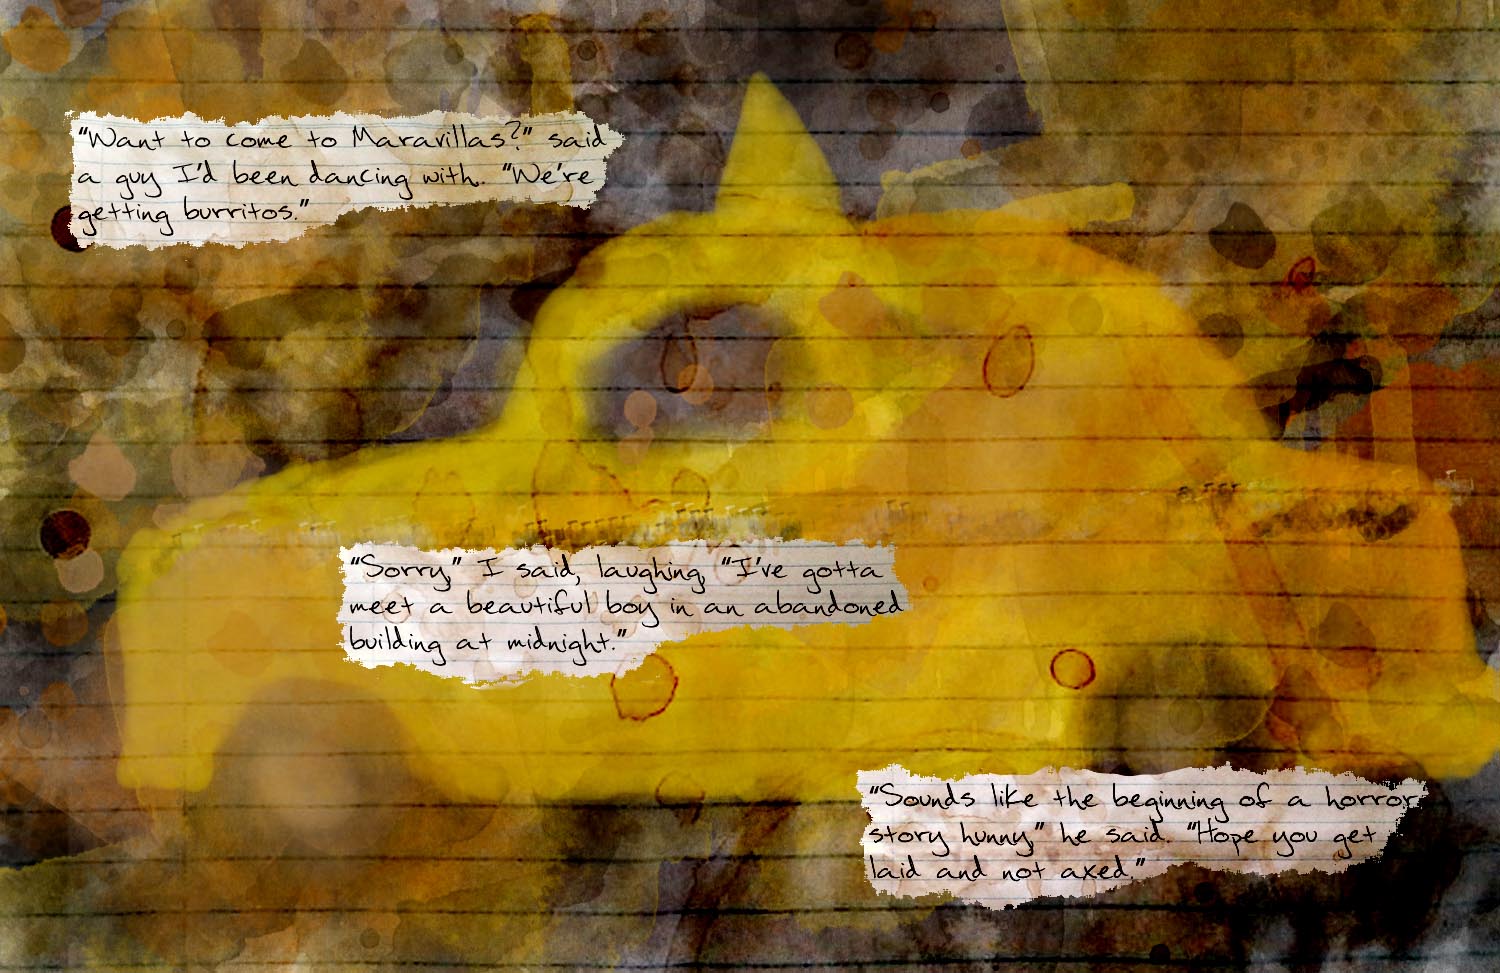 “Want to come to Maravillas?” said
a guy I’d been dancing with. “We’re
getting burritos.”
“Sorry,” I said, laughing, “I’ve gotta
meet a beautiful boy in an abandoned
building at midnight.”
“Sounds like the beginning of a horror
story hunny,” he said. “Hope you get
laid and not axed.”